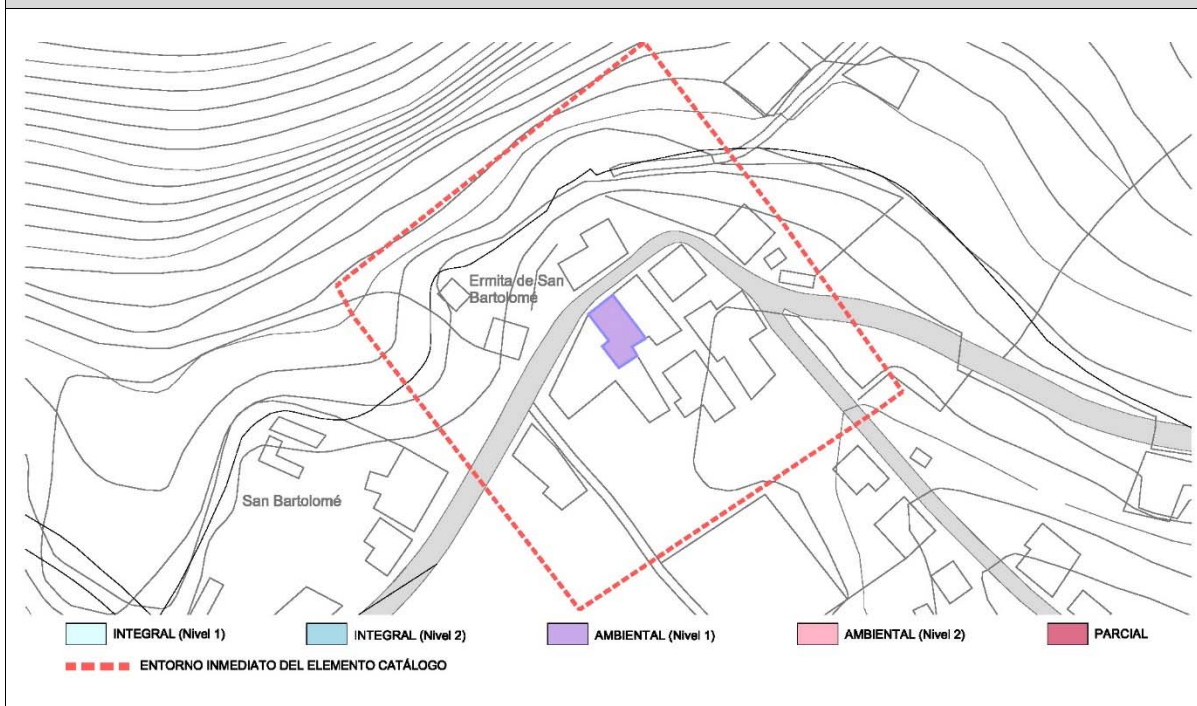 Ermita de San
Bartolomé
San Bartolomé
INTEGRAL (Nivel 1)
INTEGRAL (Nivel 2)
AMBIENTAL (Nivel 1)
AMBIENTAL (Nivel 2)
PARCIAL
ENTORNO INMEDIATO DEL ELEMENTO CATÁLOGO